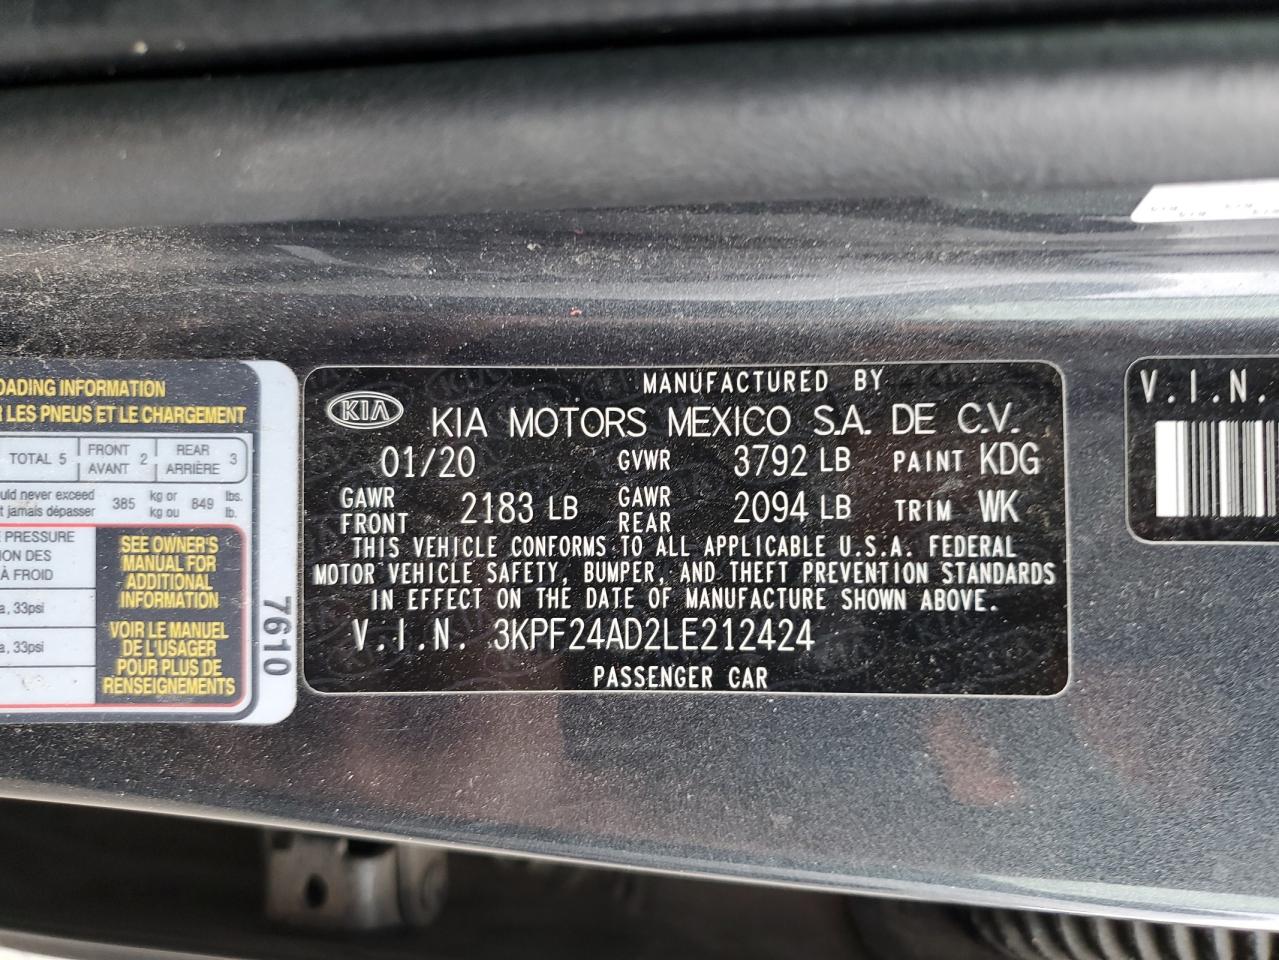 OADING INFORMATION
R LES PNEUS ET LE CHARGEMENT
TOTAL 5 FRONT AVANT 2 REAR ARRIÈRE 3
uld never exceed
t jamais dépasser
385 kg or kg ou 849 lbs. lb.
PRESSURE
ION DES
À FROID
a, 33psi
a, 33psi
SEE OWNER'S
MANUAL FOR
ADDITIONAL
INFORMATION
VOIR LE MANUEL
DE L'USAGER
POUR PLUS DE
RENSEIGNEMENTS
7610
MANUFACTURED BY
KIA KIA MOTORS MEXICO S.A. DE C.V.
01/20 GVWR 3792 LB PAINT KDG
GAWR FRONT 2183 LB GAWR REAR 2094 LB TRIM WK
THIS VEHICLE CONFORMS TO ALL APPLICABLE U.S.A. FEDERAL
MOTOR VEHICLE SAFETY, BUMPER, AND THEFT PREVENTION STANDARDS
IN EFFECT ON THE DATE OF MANUFACTURE SHOWN ABOVE.
V.I.N. 3KPF24AD2LE212424
PASSENGER CAR
V.I.N.